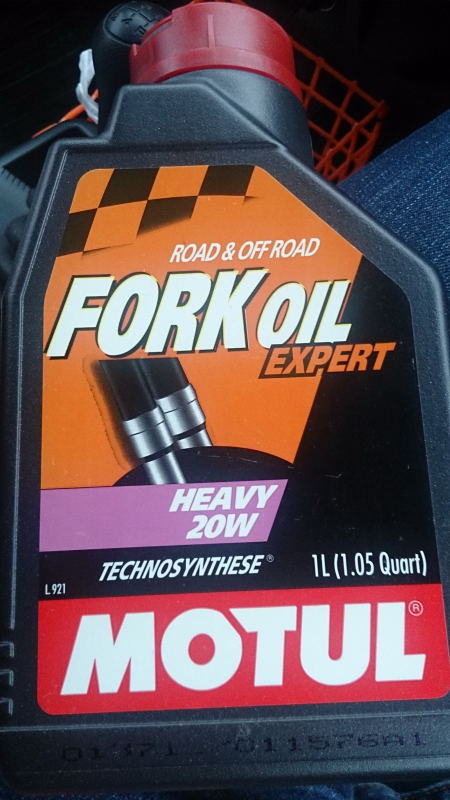 ROAD & OFF ROAD
FORK OIL
EXPERT
HEAVY
20W
TECHNOSYNTHESE®
1L (1.05 Quart)
L.921
MOTUL®